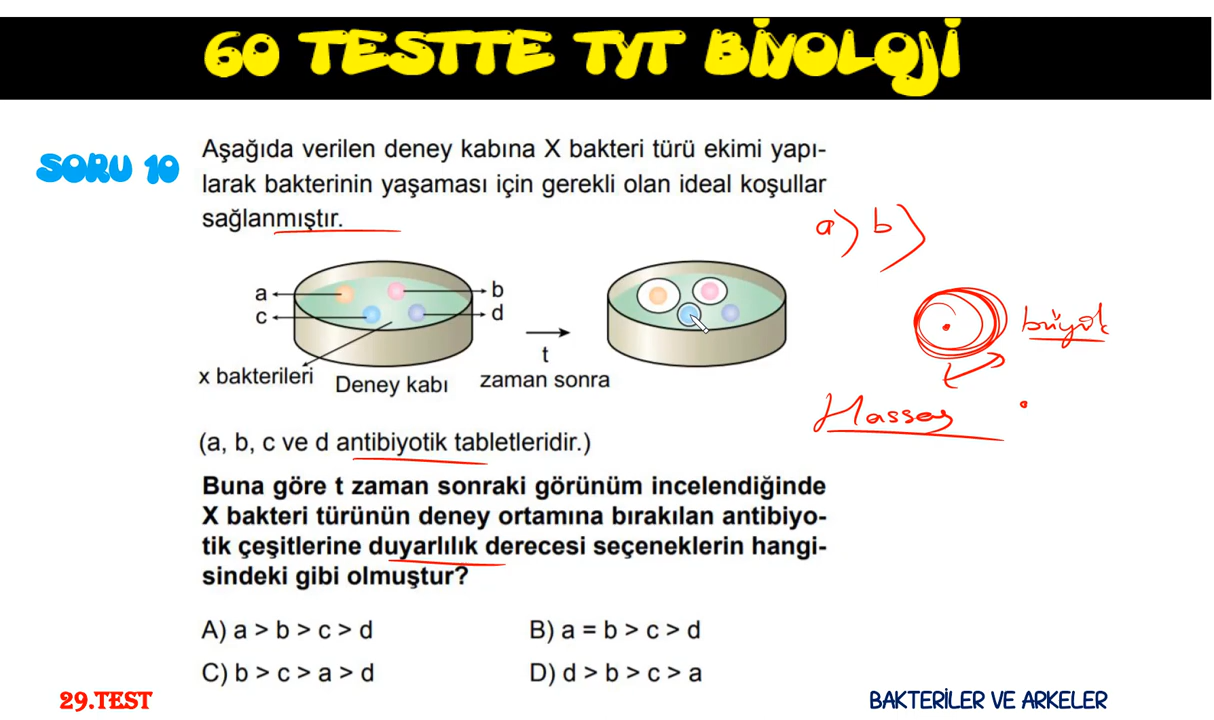 60 TESTTE TYT BİYOLOJİ
SORU 10
Aşağıda verilen deney kabına X bakteri türü ekimi yapı-
larak bakterinin yaşaması için gerekli olan ideal koşullar
sağlanmıştır.
a) b)
a
b
c
d
büyük
t
x bakterileri
Deney kabı
zaman sonra
Hassas
(a, b, c ve d antibiyotik tabletleridir.)
Buna göre t zaman sonraki görünüm incelendiğinde
X bakteri türünün deney ortamına bırakılan antibiyo-
tik çeşitlerine duyarlılık derecesi seçeneklerin hangi-
sindeki gibi olmuştur?
A) a > b > c > d
B) a = b > c > d
C) b > c > a > d
D) d > b > c > a
29.TEST
BAKTERİLER VE ARKELER